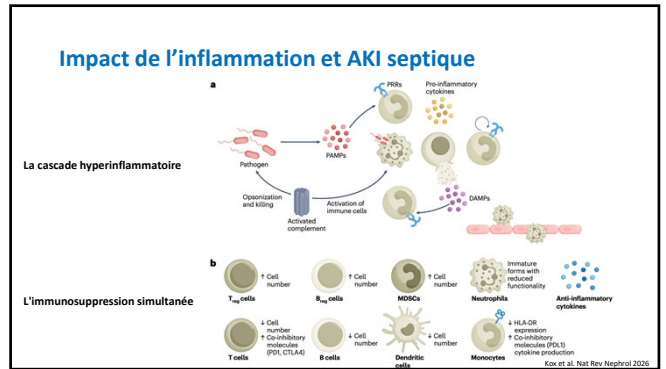 Impact de l'inflammation et AKI septique
a
PRRs
Pro-inflammatory
cytokines
Pathogen
PAMPs
La cascade hyperinflammatoire
Opsonization
and killing
Activated
complement
Activation of
immune cells
DAMPs
b
↑ Cell
number
Treg cells
↑ Cell
number
Breg cells
↑ Cell
number
MDSCs
Immature
forms with
reduced
functionality
Neutrophils
Anti-inflammatory
cytokines
L'immunosuppression simultanée
↓ Cell
number
↑ Co-inhibitory
molecules
(PD1, CTLA4)
T cells
↓ Cell
number
B cells
↓ Cell
number
Dendritic
cells
↓ HLA-DR
expression
↑ Co-inhibitory
molecules (PDL1)
cytokine production
Monocytes
Kox et al. Nat Rev Nephrol 2026